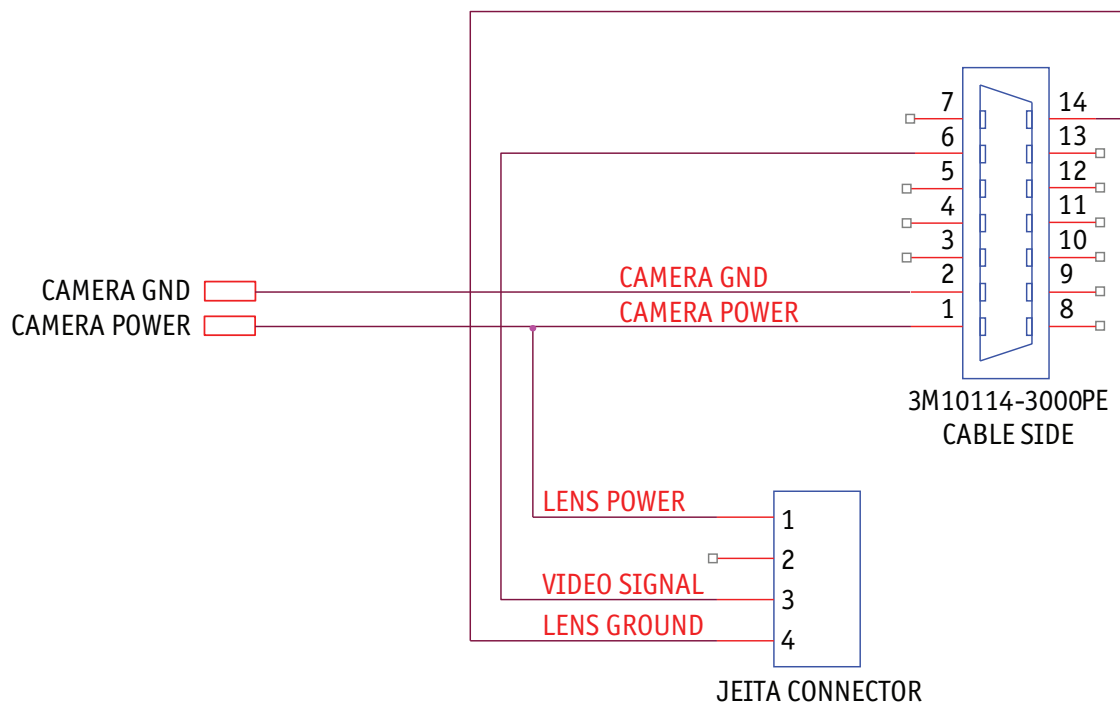 7 14
6 13
5 12
4 11
3 10
CAMERA GND CAMERA GND 2 9
CAMERA POWER CAMERA POWER 1 8
3M10114-3000PE
CABLE SIDE
LENS POWER 1
2
VIDEO SIGNAL 3
LENS GROUND 4
JEITA CONNECTOR